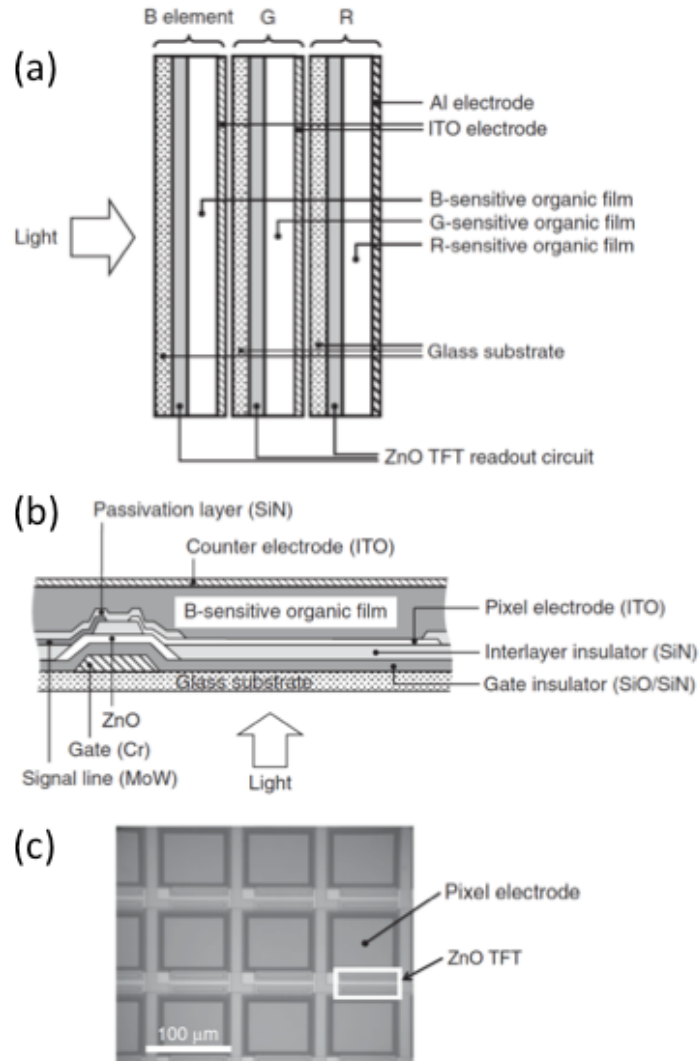 B element G R
(a)
Al electrode
ITO electrode
B-sensitive organic film
G-sensitive organic film
R-sensitive organic film
Light
Glass substrate
ZnO TFT readout circuit
(b)
Passivation layer (SiN)
Counter electrode (ITO)
B-sensitive organic film
Pixel electrode (ITO)
Interlayer insulator (SiN)
Glass substrate
Gate insulator (SiO/SiN)
ZnO
Gate (Cr)
Signal line (MoW)
Light
(c)
Pixel electrode
ZnO TFT
100 μm